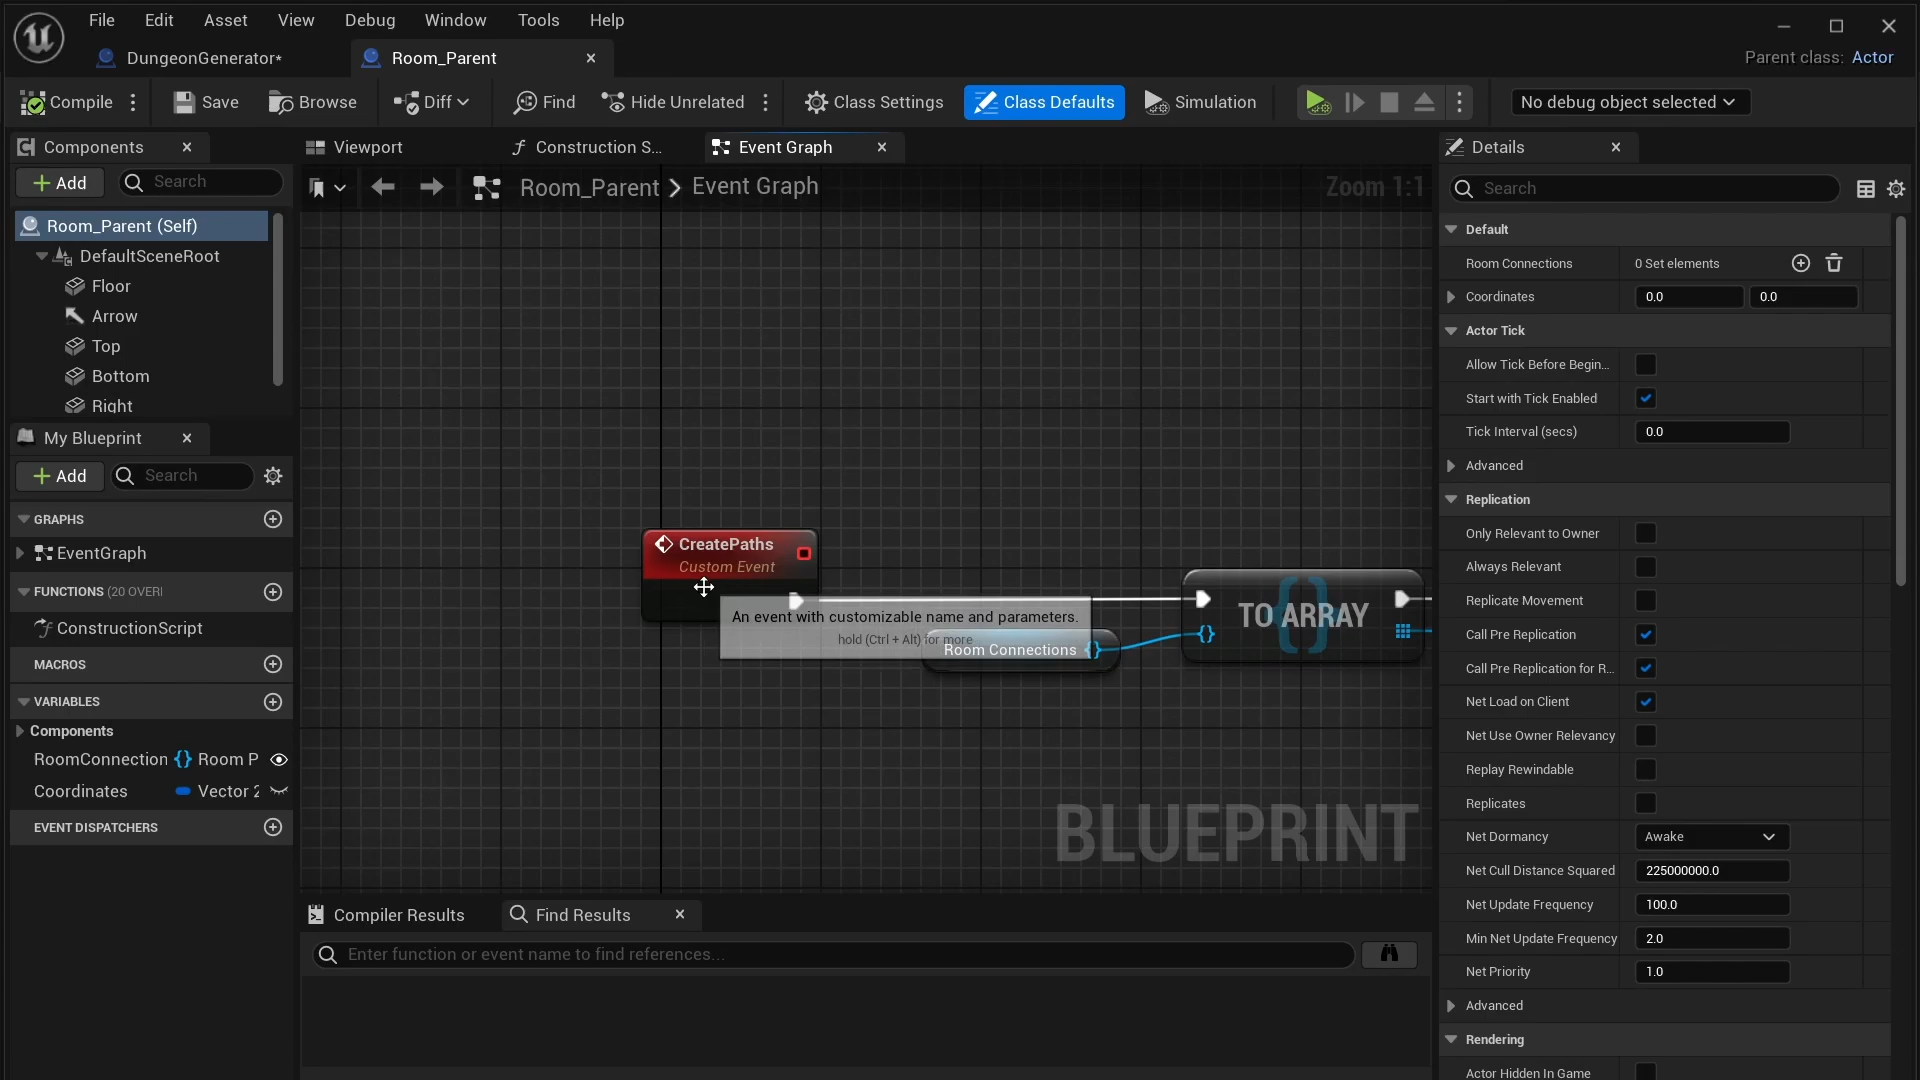 File Edit Asset View Debug Window Tools Help
DungeonGenerator*
Room_Parent
Parent class: Actor
Compile
Save
Browse
Diff
Find
Hide Unrelated
Class Settings
Class Defaults
Simulation
No debug object selected
Components
Add
Search
Room_Parent (Self)
DefaultSceneRoot
Floor
Arrow
Top
Bottom
Right
My Blueprint
Add
Search
GRAPHS
EventGraph
FUNCTIONS (20 OVERI
ConstructionScript
MACROS
VARIABLES
Components
RoomConnection {} Room P
Coordinates Vector 2
EVENT DISPATCHERS
Viewport
Construction S...
Event Graph
Room_Parent > Event Graph
Zoom 1:1
CreatePaths
Custom Event
An event with customizable name and parameters.
hold (Ctrl + Alt) for more
Room Connections {}
{}
TO ARRAY
BLUEPRINT
Compiler Results
Find Results
Enter function or event name to find references...
Details
Search
Default
Room Connections 0 Set elements
Coordinates 0.0 0.0
Actor Tick
Allow Tick Before Begin...
Start with Tick Enabled
Tick Interval (secs) 0.0
Advanced
Replication
Only Relevant to Owner
Always Relevant
Replicate Movement
Call Pre Replication
Call Pre Replication for R...
Net Load on Client
Net Use Owner Relevancy
Replay Rewindable
Replicates
Net Dormancy Awake
Net Cull Distance Squared 225000000.0
Net Update Frequency 100.0
Min Net Update Frequency 2.0
Net Priority 1.0
Advanced
Rendering
Actor Hidden In Game